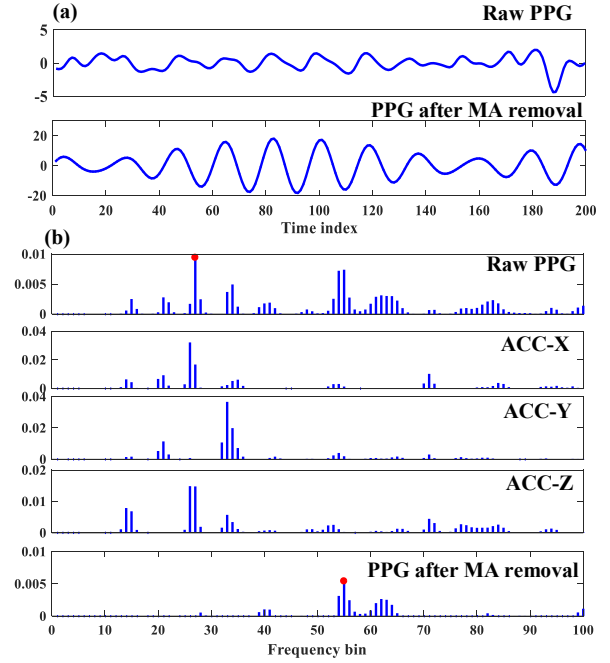 (a)
Raw PPG
5
0
-5
PPG after MA removal
20
0
-20
0 20 40 60 80 100 120 140 160 180 200
Time index
(b)
0.01
0.005
0
Raw PPG
0.04
0.02
0
ACC-X
0.04
0.02
0
ACC-Y
0.02
0.01
0
ACC-Z
0.01
0.005
0
PPG after MA removal
0 10 20 30 40 50 60 70 80 90 100
Frequency bin